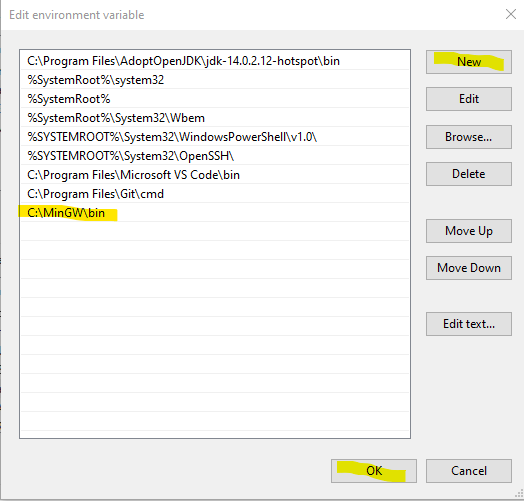 Edit environment variable
C:\Program Files\AdoptOpenJDK\jdk-14.0.2.12-hotspot\bin
%SystemRoot%\system32
%SystemRoot%
%SystemRoot%\System32\Wbem
%SYSTEMROOT%\System32\WindowsPowerShell\v1.0\
%SYSTEMROOT%\System32\OpenSSH\
C:\Program Files\Microsoft VS Code\bin
C:\Program Files\Git\cmd
C:\MinGW\bin
New
Edit
Browse...
Delete
Move Up
Move Down
Edit text...
OK
Cancel